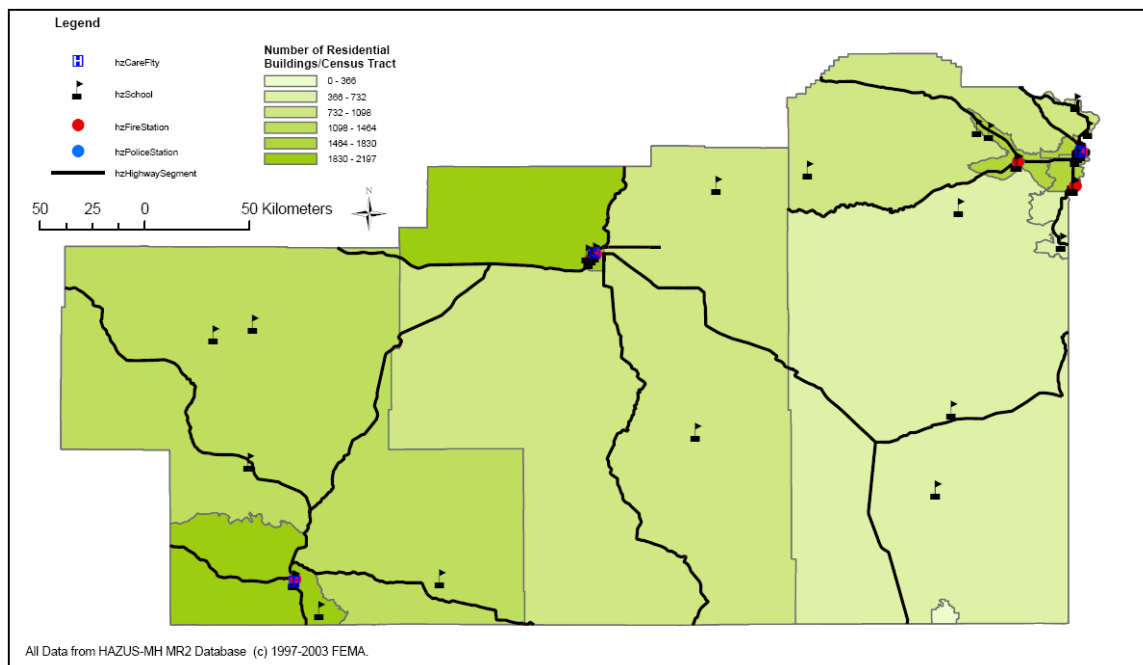 Legend
hzCareFlty
hzSchool
hzFireStation
hzPoliceStation
hzHighwaySegment
Number of Residential
Buildings/Census Tract
0 - 366
366 - 732
732 - 1098
1098 - 1464
1464 - 1830
1830 - 2197
50 25 0 50 Kilometers
N
All Data from HAZUS-MH MR2 Database (c) 1997-2003 FEMA.